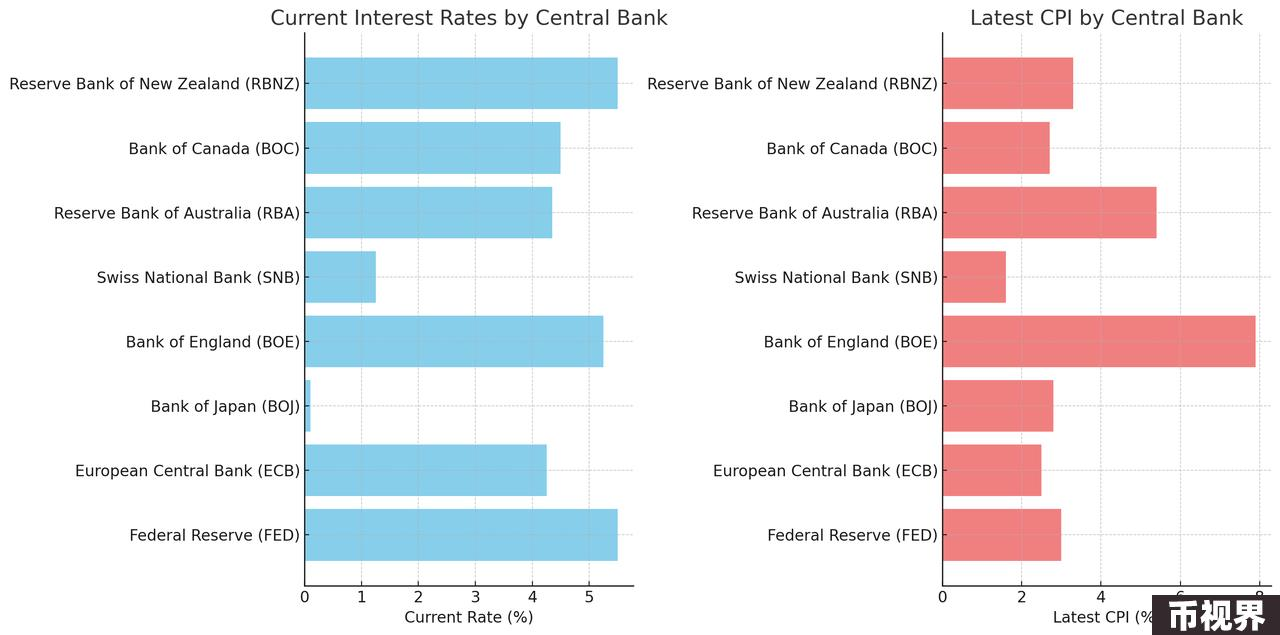 Current Interest Rates by Central Bank
Reserve Bank of New Zealand (RBNZ)
Bank of Canada (BOC)
Reserve Bank of Australia (RBA)
Swiss National Bank (SNB)
Bank of England (BOE)
Bank of Japan (BOJ)
European Central Bank (ECB)
Federal Reserve (FED)
0 1 2 3 4 5
Current Rate (%)
Latest CPI by Central Bank
Reserve Bank of New Zealand (RBNZ)
Bank of Canada (BOC)
Reserve Bank of Australia (RBA)
Swiss National Bank (SNB)
Bank of England (BOE)
Bank of Japan (BOJ)
European Central Bank (ECB)
Federal Reserve (FED)
0 2 4 6 8
Latest CPI (%
币视界